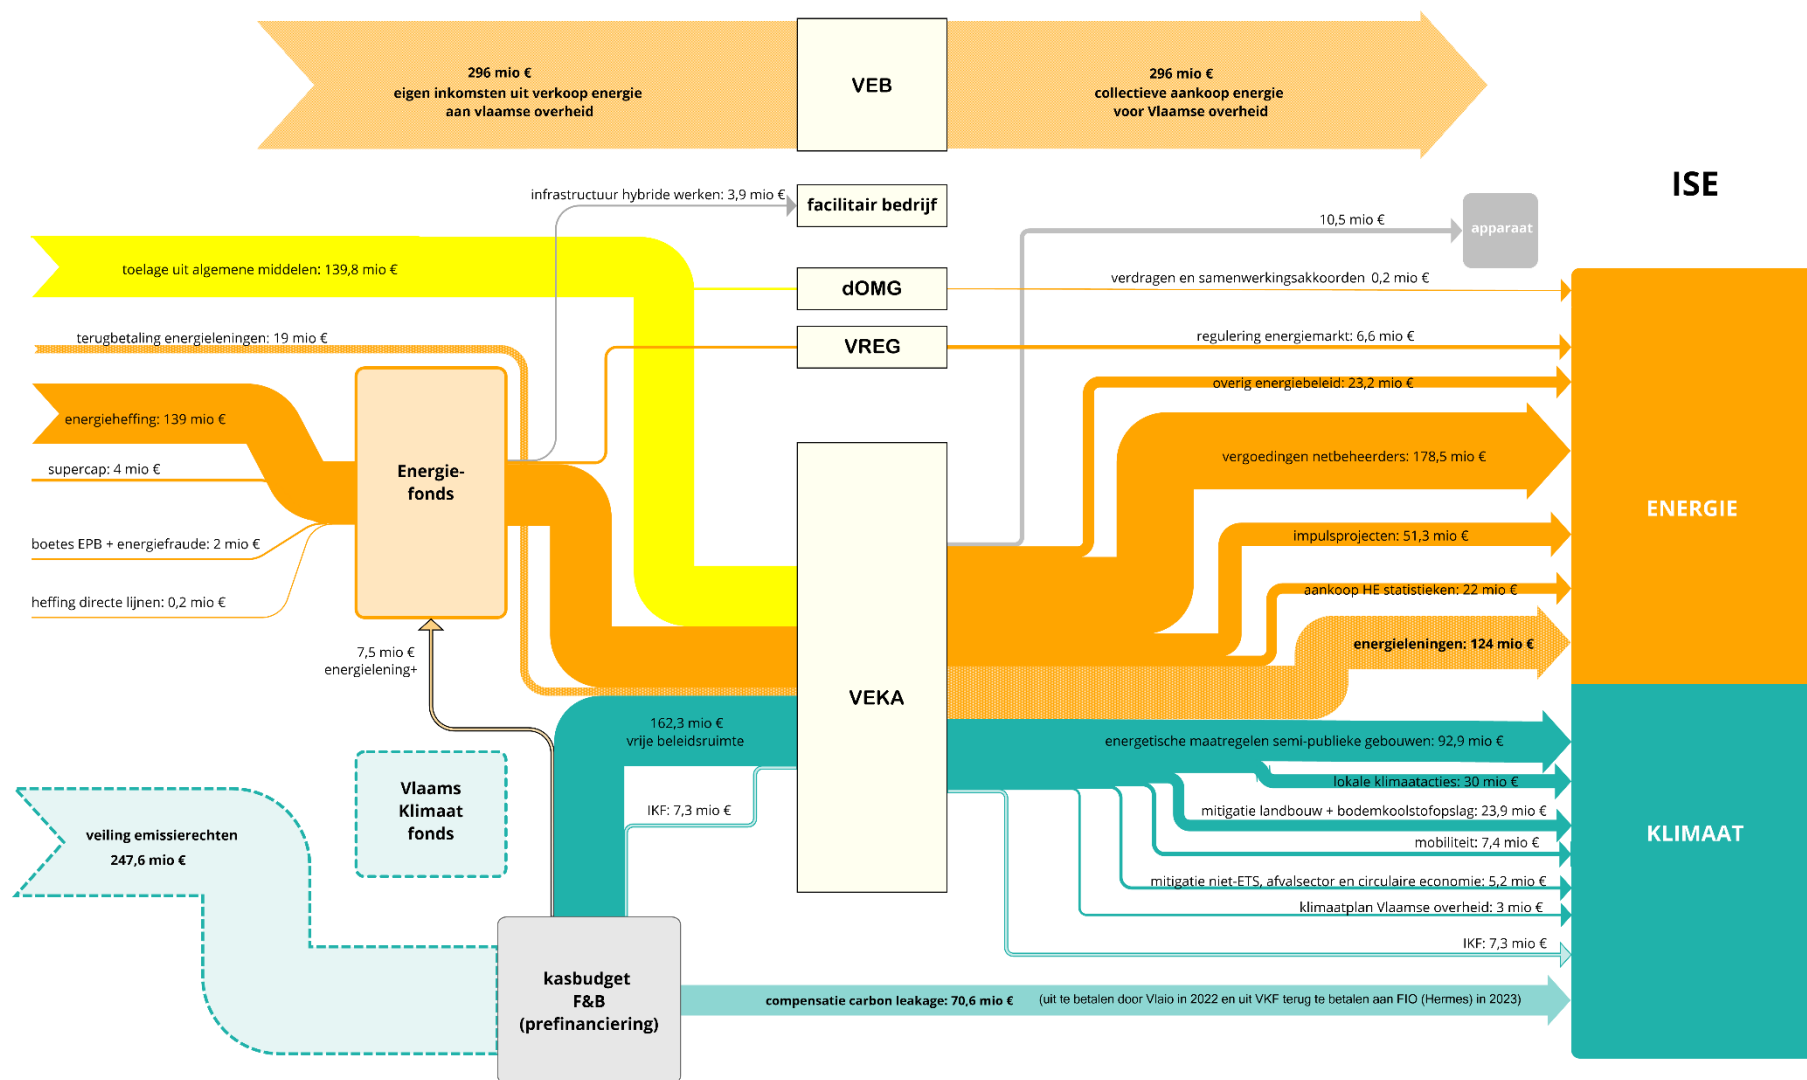 296 mio €
eigen inkomsten uit verkoop energie
aan vlaamse overheid
VEB
296 mio €
collectieve aankoop energie
voor Vlaamse overheid
ISE
infrastructuur hybride werken: 3,9 mio €
facilitair bedrijf
10,5 mio €
apparaat
toelage uit algemene middelen: 139,8 mio €
dOMG
verdragen en samenwerkingsakkoorden 0,2 mio €
terugbetaling energieleningen: 19 mio €
VREG
regulering energiemarkt: 6,6 mio €
overig energiebeleid: 23,2 mio €
energieheffing: 139 mio €
supercap: 4 mio €
Energie-
fonds
vergoedingen netbeheerders: 178,5 mio €
ENERGIE
boetes EPB + energiefraude: 2 mio €
impulsprojecten: 51,3 mio €
heffing directe lijnen: 0,2 mio €
aankoop HE statistieken: 22 mio €
7,5 mio €
energielening+
energieleningen: 124 mio €
VEKA
162,3 mio €
vrije beleidsruimte
energetische maatregelen semi-publieke gebouwen: 92,9 mio €
lokale klimaatacties: 30 mio €
Vlaams
Klimaat
fonds
IKF: 7,3 mio €
mitigatie landbouw + bodemkoolstofopslag: 23,9 mio €
KLIMAAT
veiling emissierechten
247,6 mio €
mobiliteit: 7,4 mio €
mitigatie niet-ETS, afvalsector en circulaire economie: 5,2 mio €
klimaatplan Vlaamse overheid: 3 mio €
IKF: 7,3 mio €
kasbudget
F&B
(prefinanciering)
compensatie carbon leakage: 70,6 mio € (uit te betalen door Vlaio in 2022 en uit VKF terug te betalen aan FIO (Hermes) in 2023)